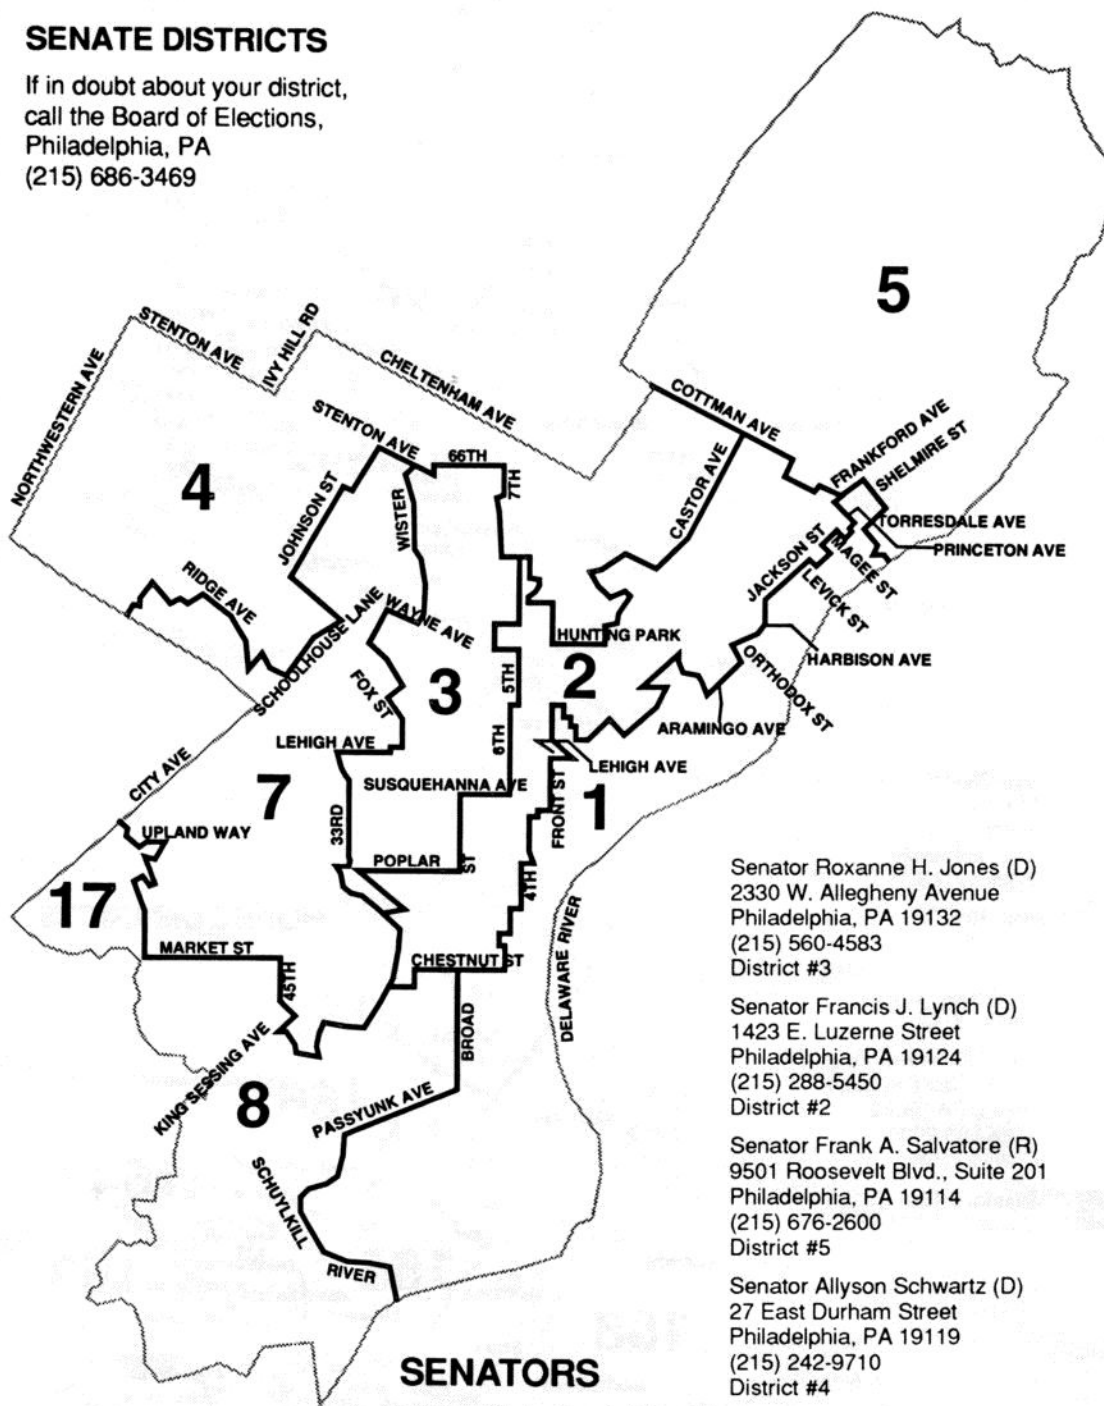 SENATE DISTRICTS
If in doubt about your district,
call the Board of Elections,
Philadelphia, PA
(215) 686-3469
5
STENTON AVE
IVY HILL RD
NORTHWESTERN AVE
CHELTENHAM AVE
COTTMAN AVE
STENTON AVE
66TH
7TH
CASTOR AVE
FRANKFORD AVE
SHELMIRE ST
4
JOHNSON ST
WISTER
TORRESDALE AVE
PRINCETON AVE
JACKSON ST
MAGEE ST
LEVICK ST
RIDGE AVE
SCHOOLHOUSE LANE
WAYNE AVE
HUNTING PARK
HARBISON AVE
ORTHODOX ST
3
2
FOX ST
5TH
ARAMINGO AVE
LEHIGH AVE
6TH
LEHIGH AVE
CITY AVE
7
SUSQUEHANNA AVE
FRONT ST
1
UPLAND WAY
33RD
POPLAR
ST
4TH
17
MARKET ST
45TH
CHESTNUT ST
DELAWARE RIVER
BROAD
KING SESSING AVE
8
PASSYUNK AVE
SCHUYLKILL
RIVER
Senator Roxanne H. Jones (D)
2330 W. Allegheny Avenue
Philadelphia, PA 19132
(215) 560-4583
District #3
Senator Francis J. Lynch (D)
1423 E. Luzerne Street
Philadelphia, PA 19124
(215) 288-5450
District #2
Senator Frank A. Salvatore (R)
9501 Roosevelt Blvd., Suite 201
Philadelphia, PA 19114
(215) 676-2600
District #5
Senator Allyson Schwartz (D)
27 East Durham Street
Philadelphia, PA 19119
(215) 242-9710
District #4
SENATORS